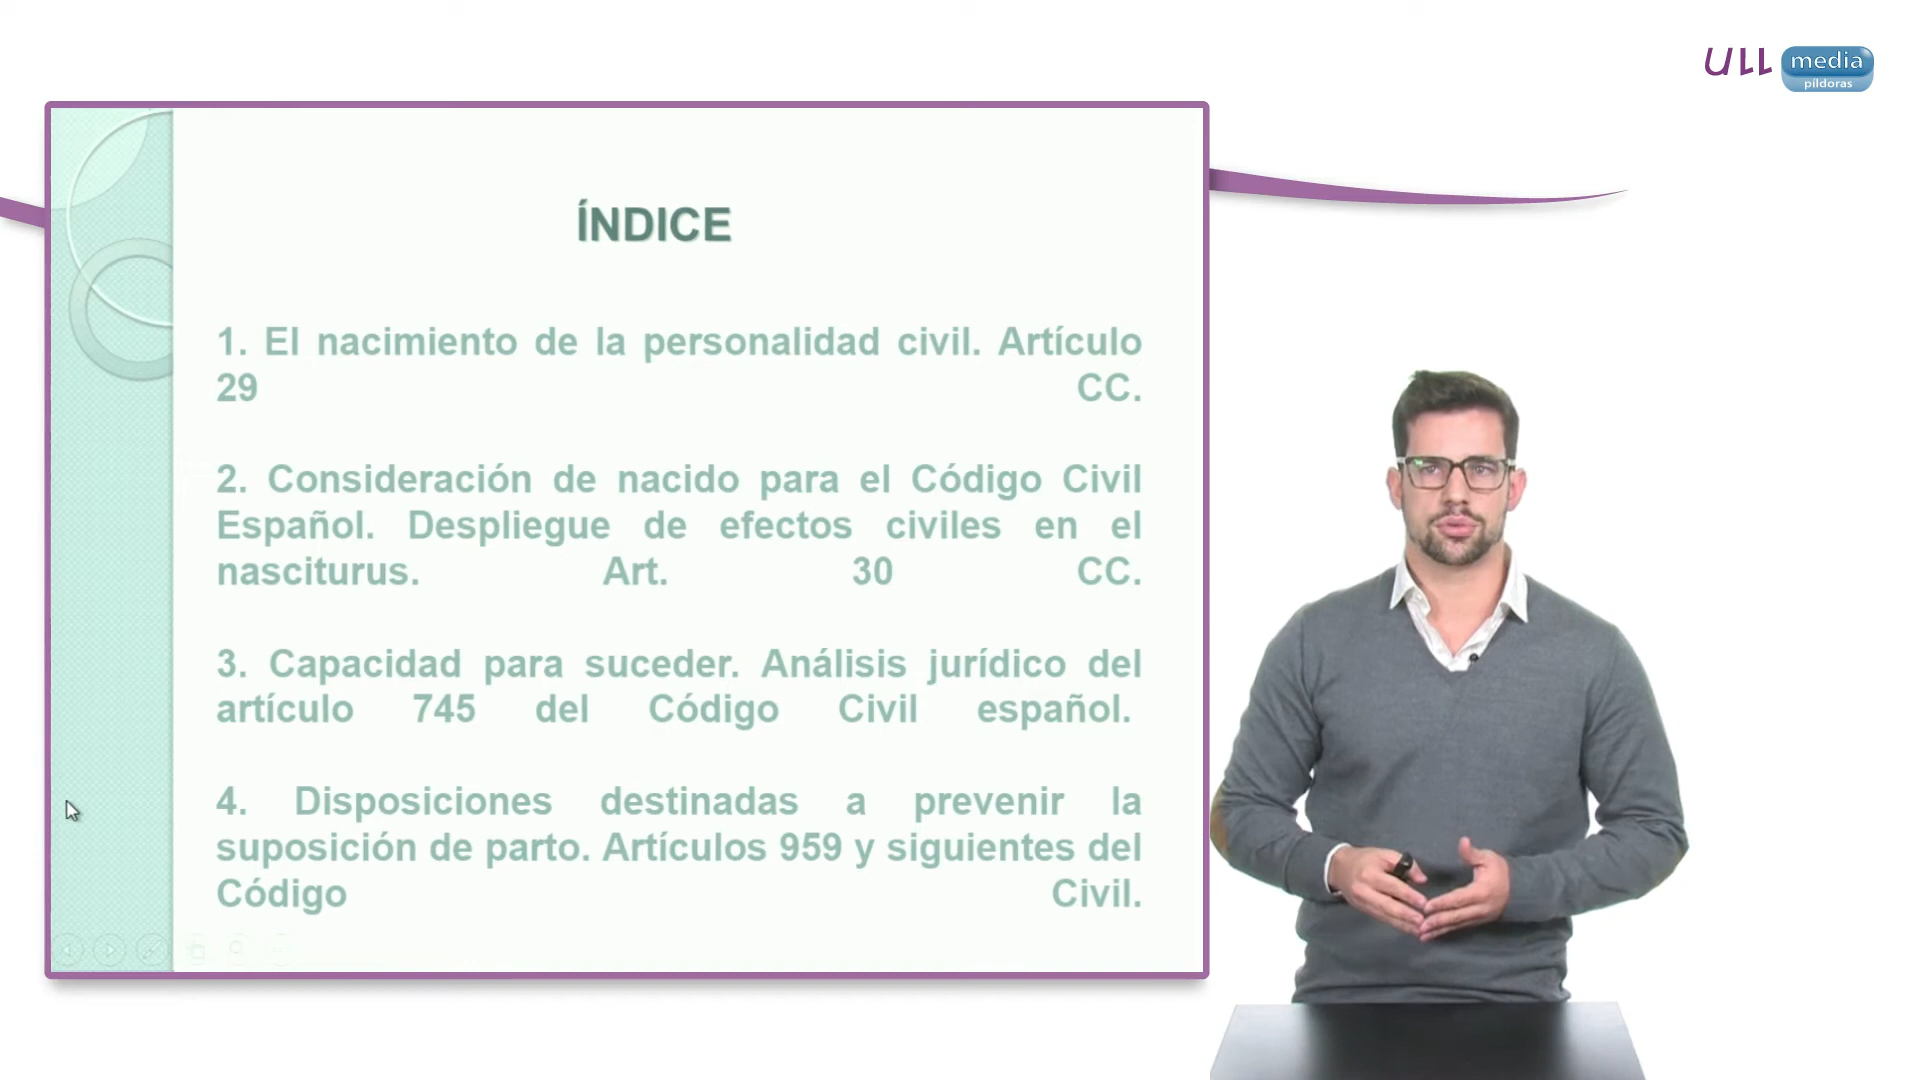 ULL media
píldoras
ÍNDICE
1. El nacimiento de la personalidad civil. Artículo
29 CC.
2. Consideración de nacido para el Código Civil
Español. Despliegue de efectos civiles en el
nasciturus. Art. 30 CC.
3. Capacidad para suceder. Análisis jurídico del
artículo 745 del Código Civil español.
4. Disposiciones destinadas a prevenir la
suposición de parto. Artículos 959 y siguientes del
Código Civil.